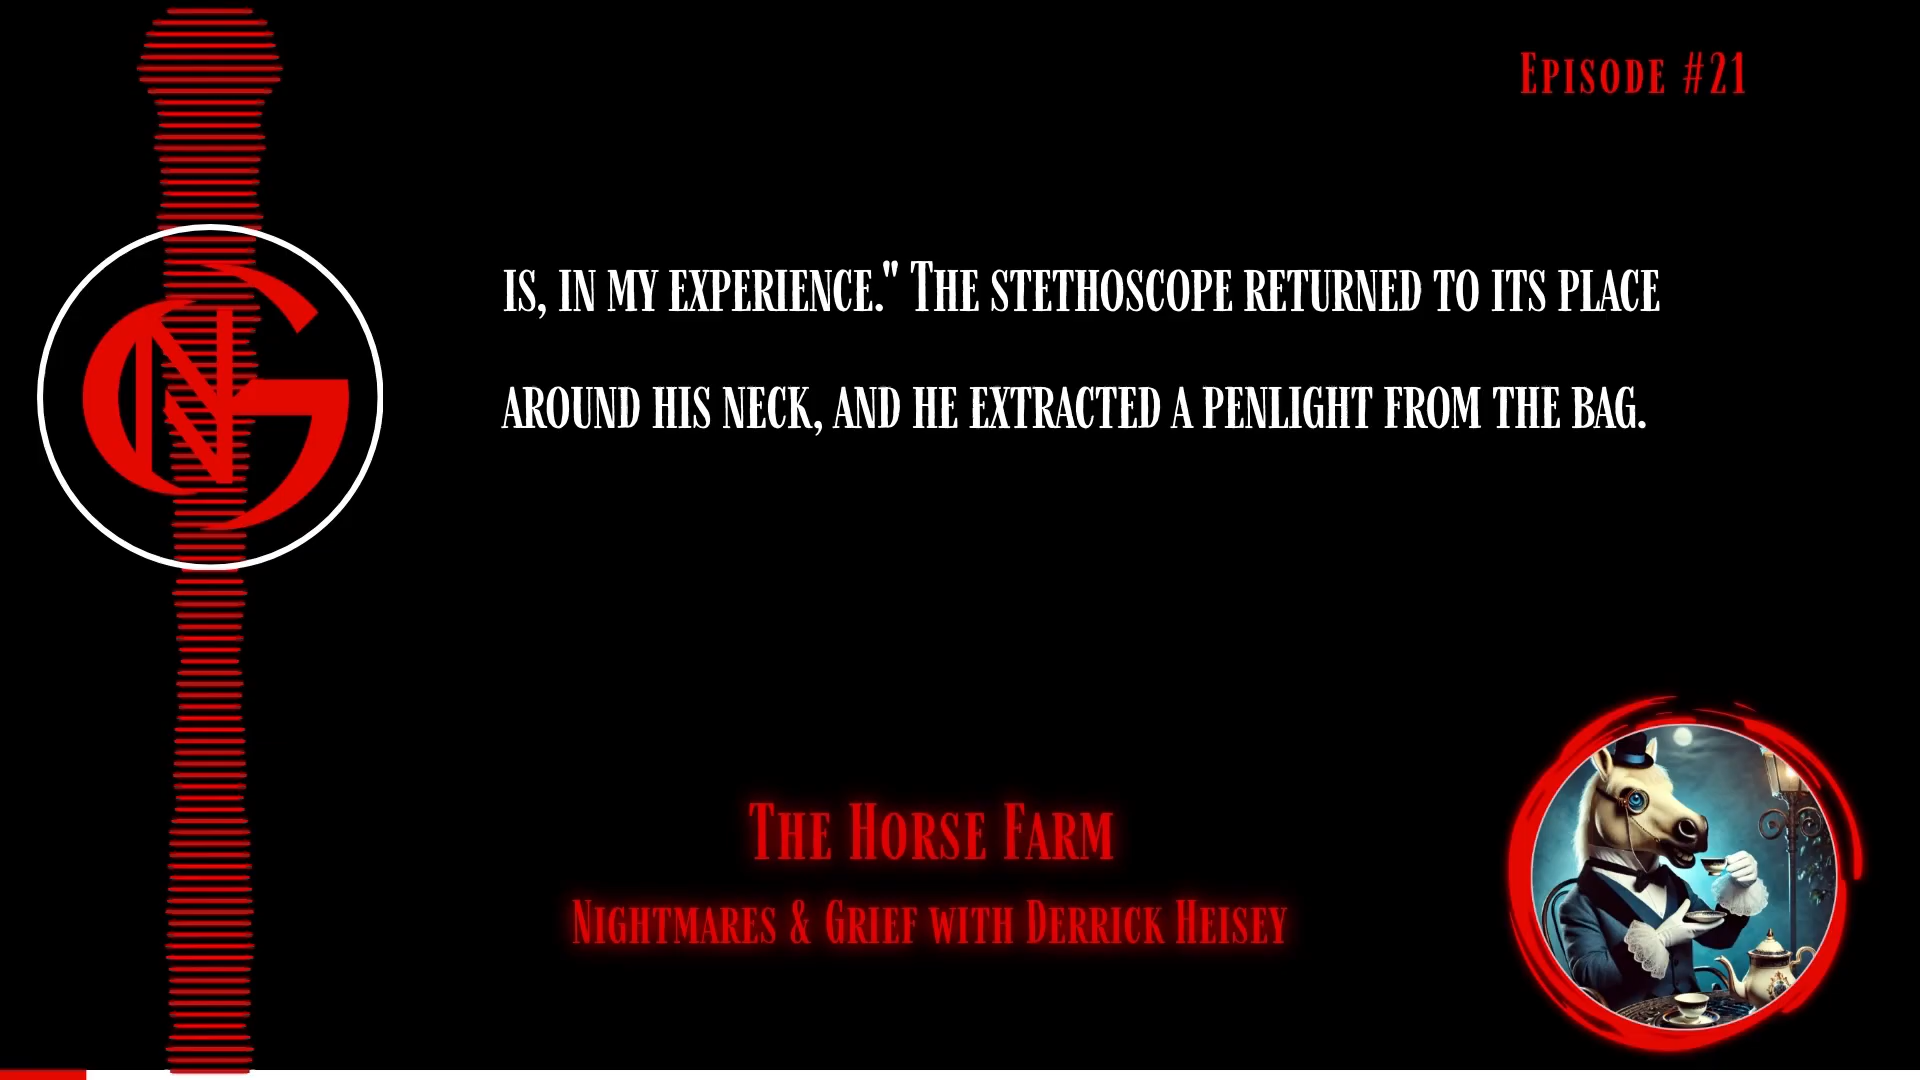 Episode #21
is, in my experience." The stethoscope returned to its place
around his neck, and he extracted a penlight from the bag.
NG
The Horse Farm
Nightmares & Grief with Derrick Heisey